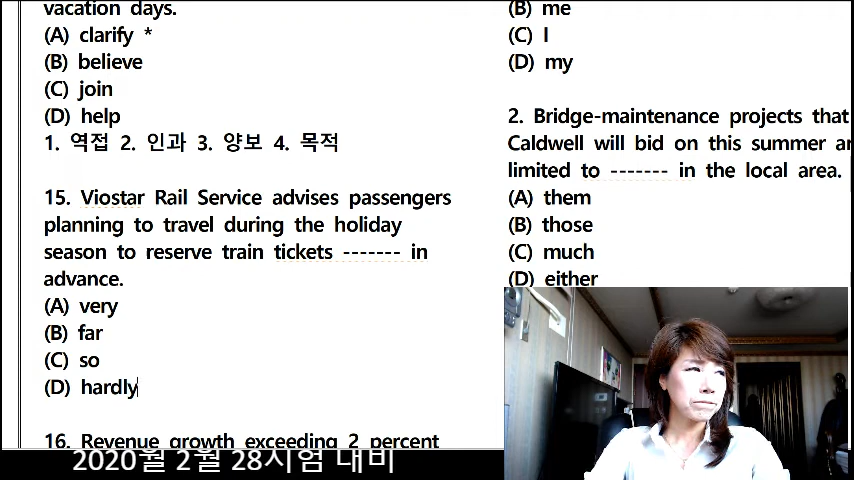 vacation days.
(A) clarify *
(B) believe
(C) join
(D) help
1. 역접 2. 인과 3. 양보 4. 목적
15. Viostar Rail Service advises passengers
planning to travel during the holiday
season to reserve train tickets ------- in
advance.
(A) very
(B) far
(C) so
(D) hardly
16. Revenue growth exceeding 2 percent
(B) me
(C) I
(D) my
2. Bridge-maintenance projects that
Caldwell will bid on this summer ar
limited to ------- in the local area.
(A) them
(B) those
(C) much
(D) either
2020월 2월 28시험 대비